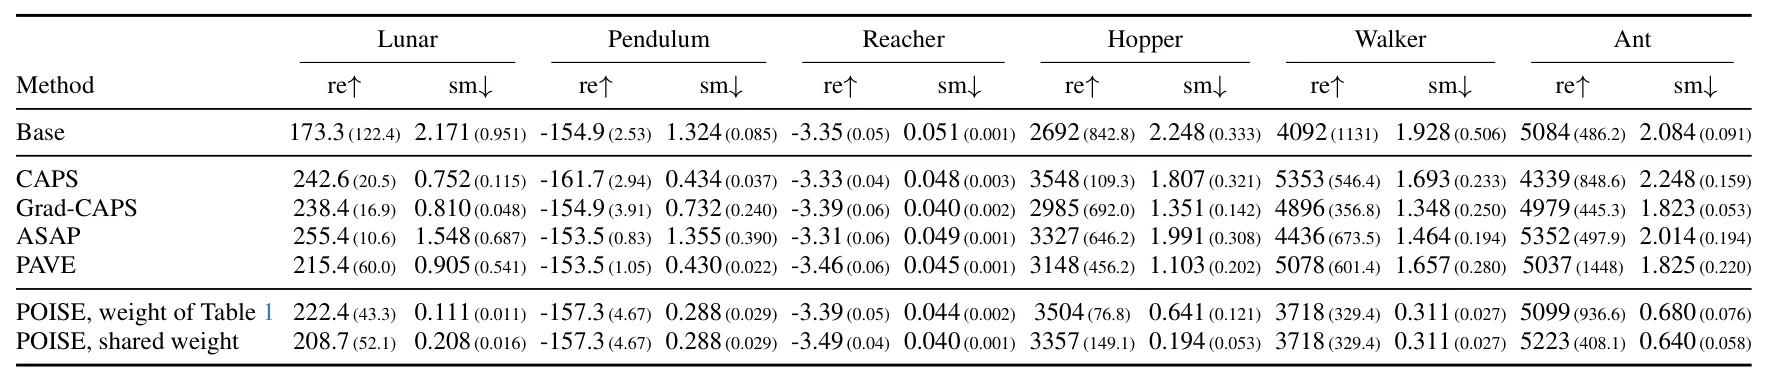 Lunar Pendulum Reacher Hopper Walker Ant
Method re↑ sm↓ re↑ sm↓ re↑ sm↓ re↑ sm↓ re↑ sm↓ re↑ sm↓
Base 173.3 (122.4) 2.171 (0.951) -154.9 (2.53) 1.324 (0.085) -3.35 (0.05) 0.051 (0.001) 2692 (842.8) 2.248 (0.333) 4092 (1131) 1.928 (0.506) 5084 (486.2) 2.084 (0.091)
CAPS 242.6 (20.5) 0.752 (0.115) -161.7 (2.94) 0.434 (0.037) -3.33 (0.04) 0.048 (0.003) 3548 (109.3) 1.807 (0.321) 5353 (546.4) 1.693 (0.233) 4339 (848.6) 2.248 (0.159)
Grad-CAPS 238.4 (16.9) 0.810 (0.048) -154.9 (3.91) 0.732 (0.240) -3.39 (0.06) 0.040 (0.002) 2985 (692.0) 1.351 (0.142) 4896 (356.8) 1.348 (0.250) 4979 (445.3) 1.823 (0.053)
ASAP 255.4 (10.6) 1.548 (0.687) -153.5 (0.83) 1.355 (0.390) -3.31 (0.06) 0.049 (0.001) 3327 (646.2) 1.991 (0.308) 4436 (673.5) 1.464 (0.194) 5352 (497.9) 2.014 (0.194)
PAVE 215.4 (60.0) 0.905 (0.541) -153.5 (1.05) 0.430 (0.022) -3.46 (0.06) 0.045 (0.001) 3148 (456.2) 1.103 (0.202) 5078 (601.4) 1.657 (0.280) 5037 (1448) 1.825 (0.220)
POISE, weight of Table 1 222.4 (43.3) 0.111 (0.011) -157.3 (4.67) 0.288 (0.029) -3.39 (0.05) 0.044 (0.002) 3504 (76.8) 0.641 (0.121) 3718 (329.4) 0.311 (0.027) 5099 (936.6) 0.680 (0.076)
POISE, shared weight 208.7 (52.1) 0.208 (0.016) -157.3 (4.67) 0.288 (0.029) -3.49 (0.04) 0.040 (0.001) 3357 (149.1) 0.194 (0.053) 3718 (329.4) 0.311 (0.027) 5223 (408.1) 0.640 (0.058)